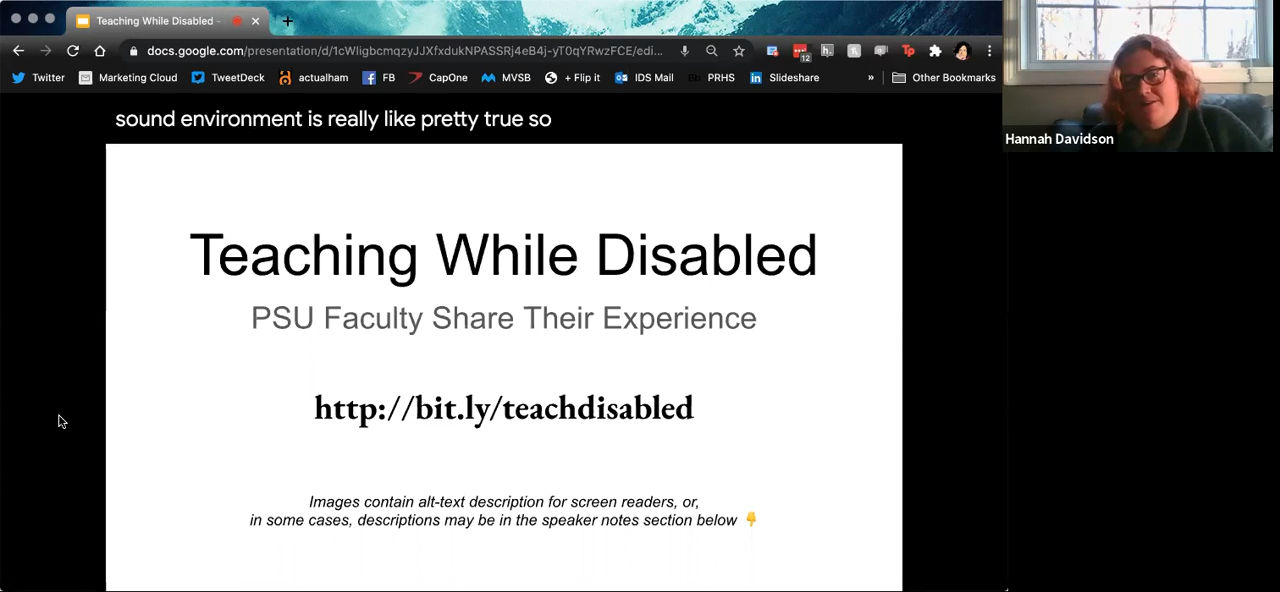 Teaching While Disabled -
docs.google.com/presentation/d/1cWligbcmqzyJJXfxdukNPASSRj4eB4j-yT0qYRwzFCE/edi...
12
Twitter
Marketing Cloud
TweetDeck
actualham
FB
CapOne
MVSB
+ Flip it
IDS Mail
Bb PRHS
in Slideshare
»
Other Bookmarks
Hannah Davidson
sound environment is really like pretty true so
Teaching While Disabled
PSU Faculty Share Their Experience
http://bit.ly/teachdisabled
Images contain alt-text description for screen readers, or,
in some cases, descriptions may be in the speaker notes section below 👇